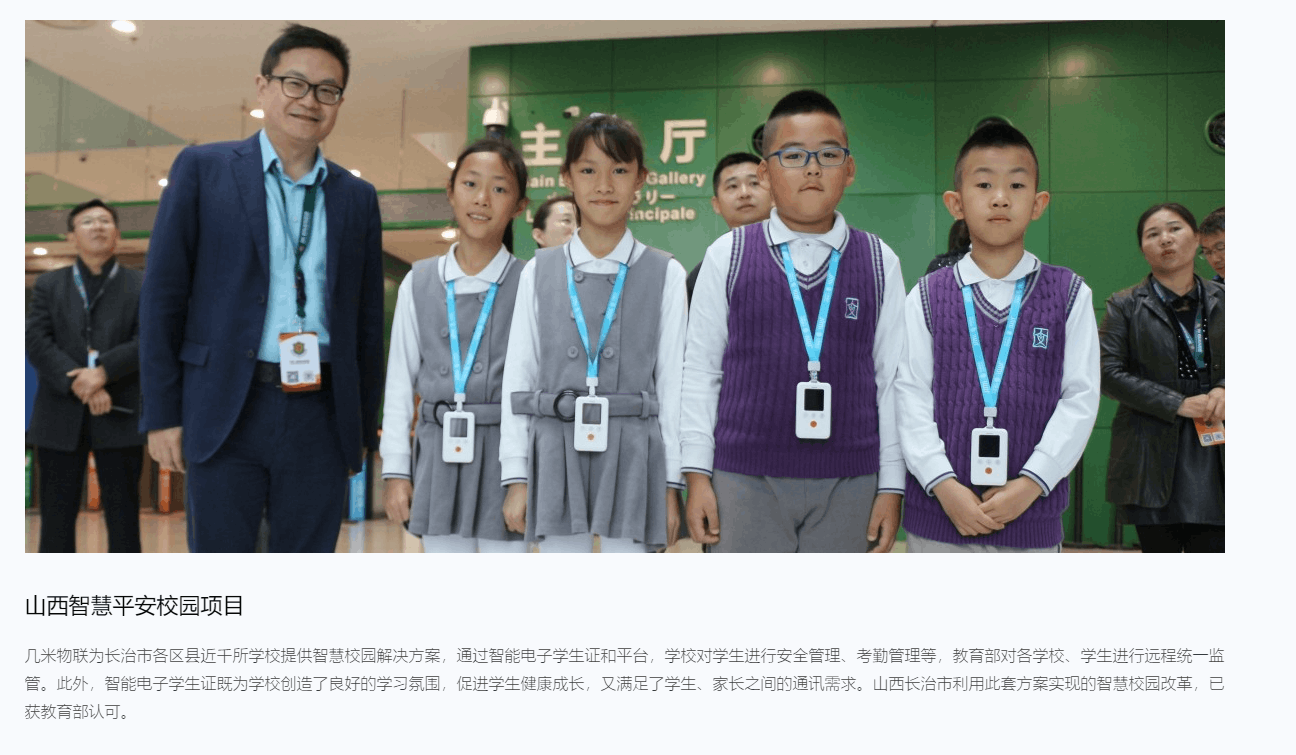 主 厅
Gallery
リー
ncipale
山西智慧平安校园项目
几米物联为长治市各区县近千所学校提供智慧校园解决方案，通过智能电子学生证和平台，学校对学生进行安全管理、考勤管理等，教育部对各学校、学生进行远程统一监
管。此外，智能电子学生证既为学校创造了良好的学习氛围，促进学生健康成长，又满足了学生、家长之间的通讯需求。山西长治市利用此套方案实现的智慧校园改革，已
获教育部认可。